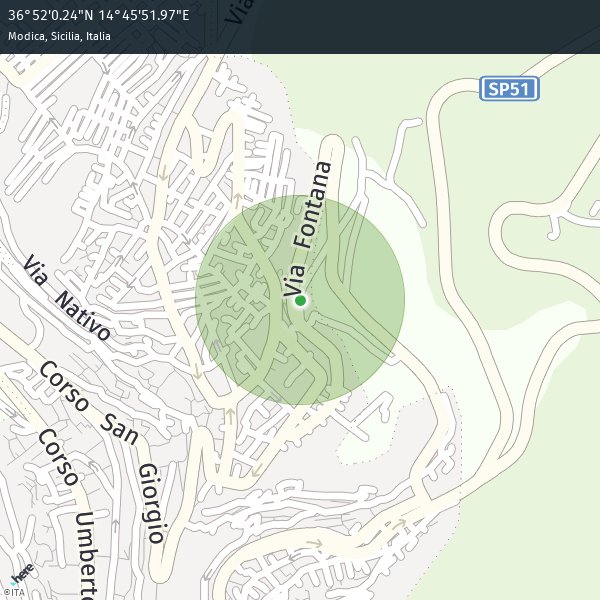 36°52'0.24"N 14°45'51.97"E
Modica, Sicilia, Italia
Via
SP51
Via Fontana
Via Nativo
Corso San Giorgio
Corso Umberto
here
©ITA